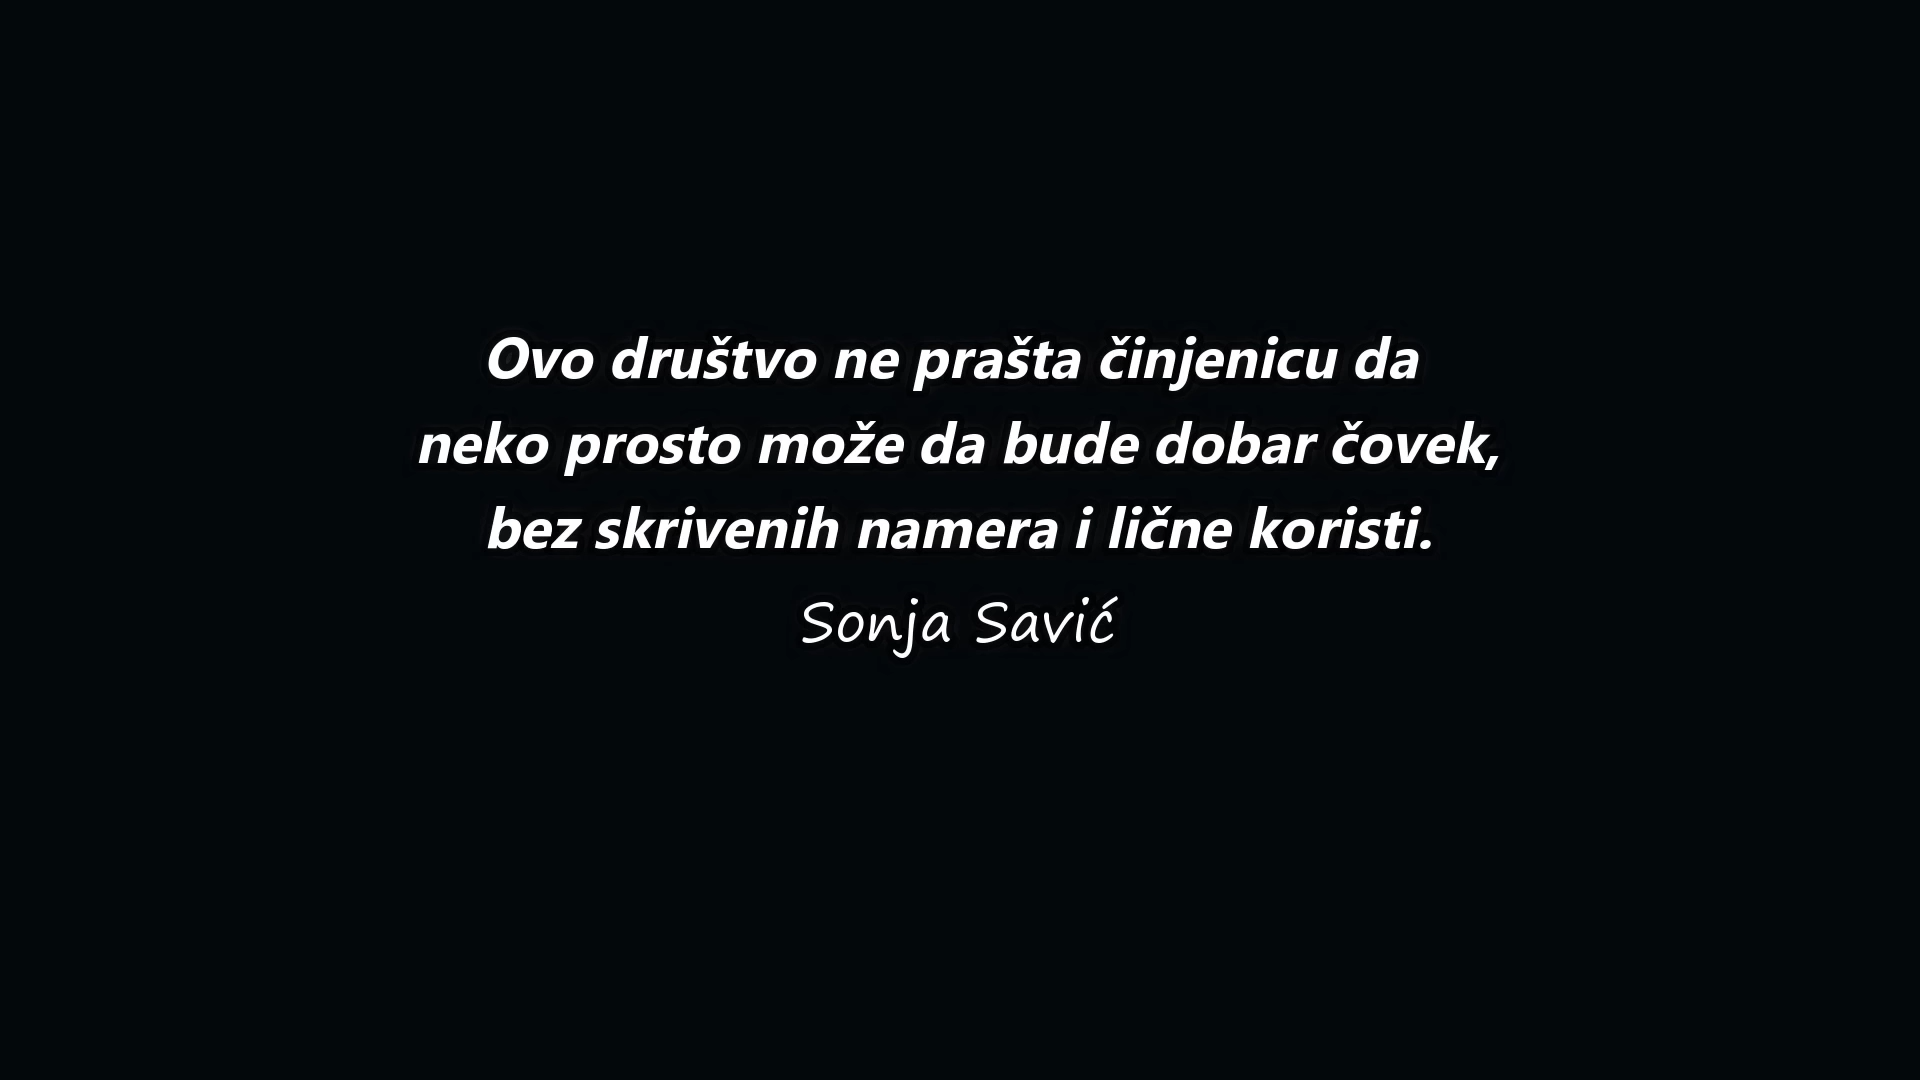 Ovo društvo ne prašta činjenicu da
neko prosto može da bude dobar čovek,
bez skrivenih namera i lične koristi.
Sonja Savić